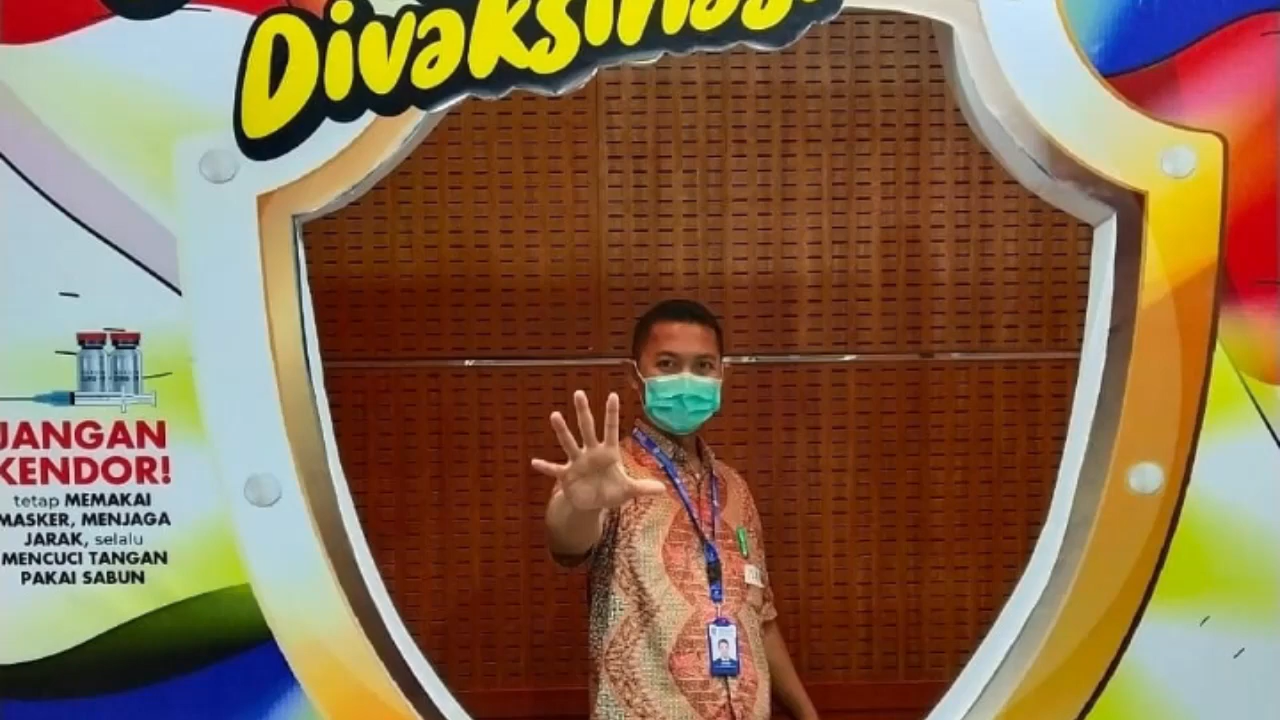 Divaksinasi
JANGAN
KENDOR!
tetap MEMAKAI
MASKER, MENJAGA
JARAK, selalu
MENCUCI TANGAN
PAKAI SABUN